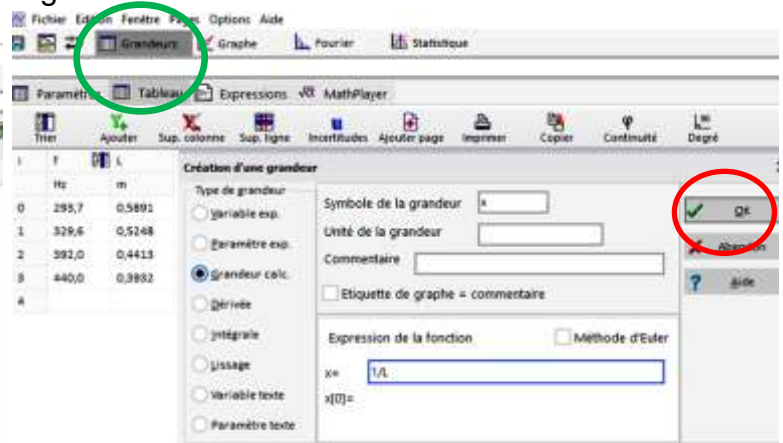 Fichier Edition Fenêtre Pages Options Aide
Grandeurs Graphe Fourier Statistique
Paramètres Tableau Expressions MathPlayer
Trier Ajouter Sup. colonne Sup. ligne Incertitudes Ajouter page Imprimer Copier Continuité Degré
i f L
Hz m
0 293,7 0,5891
1 329,6 0,5248
2 392,0 0,4413
3 440,0 0,3932
4
Création d'une grandeur
Type de grandeur
Variable exp.
Paramètre exp.
Grandeur calc.
Dérivée
Intégrale
Lissage
Variable texte
Paramètre texte
Symbole de la grandeur x
Unité de la grandeur
Commentaire
Etiquette de graphe = commentaire
Expression de la fonction Méthode d'Euler
x= 1/L
x[0]=
OK
Abandon
Aide